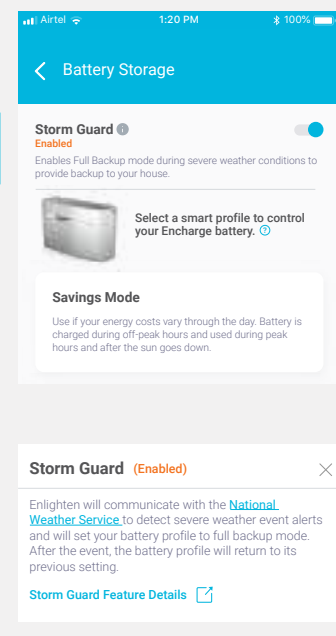 Airtel 1:20 PM 100%
Battery Storage
Storm Guard
Enabled
Enables Full Backup mode during severe weather conditions to
provide backup to your house.
Select a smart profile to control
your Encharge battery.
Savings Mode
Use if your energy costs vary through the day. Battery is
charged during off-peak hours and used during peak
hours and after the sun goes down.
Storm Guard (Enabled)
Enlighten will communicate with the National
Weather Service to detect severe weather event alerts
and will set your battery profile to full backup mode.
After the event, the battery profile will return to its
previous setting.
Storm Guard Feature Details